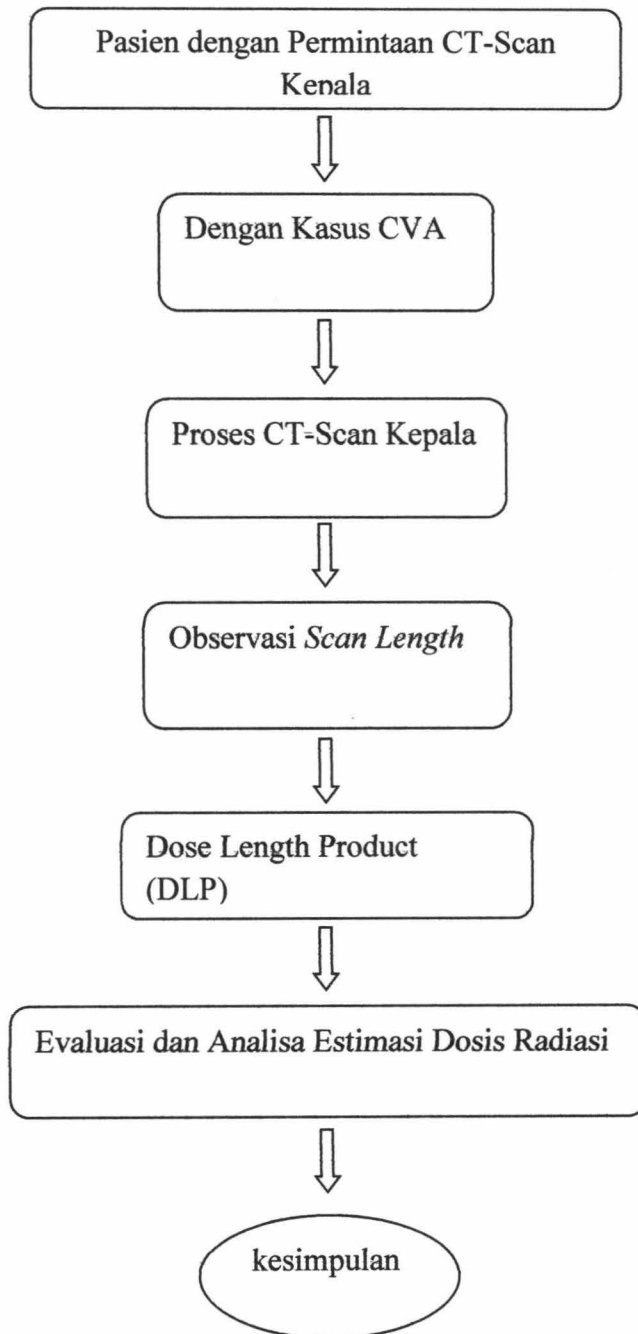 Pasien dengan Permintaan CT-Scan
Kepala
Dengan Kasus CVA
Proses CT-Scan Kepala
Observasi Scan Length
Dose Length Product
(DLP)
Evaluasi dan Analisa Estimasi Dosis Radiasi
kesimpulan